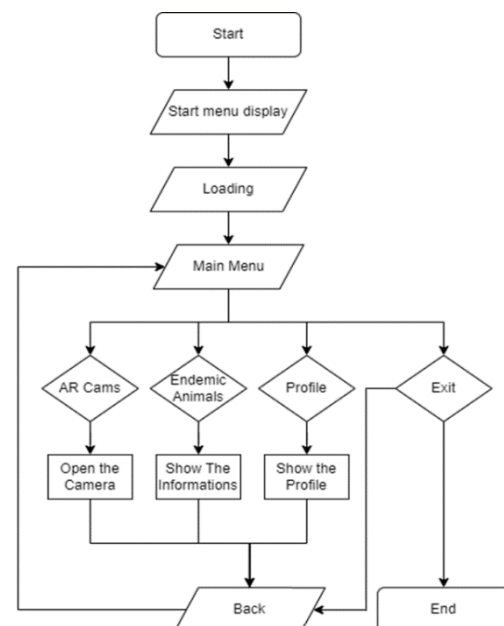 Start
Start menu display
Loading
Main Menu
AR Cams
Endemic
Animals
Profile
Exit
Open the
Camera
Show The
Informations
Show the
Profile
Back
End